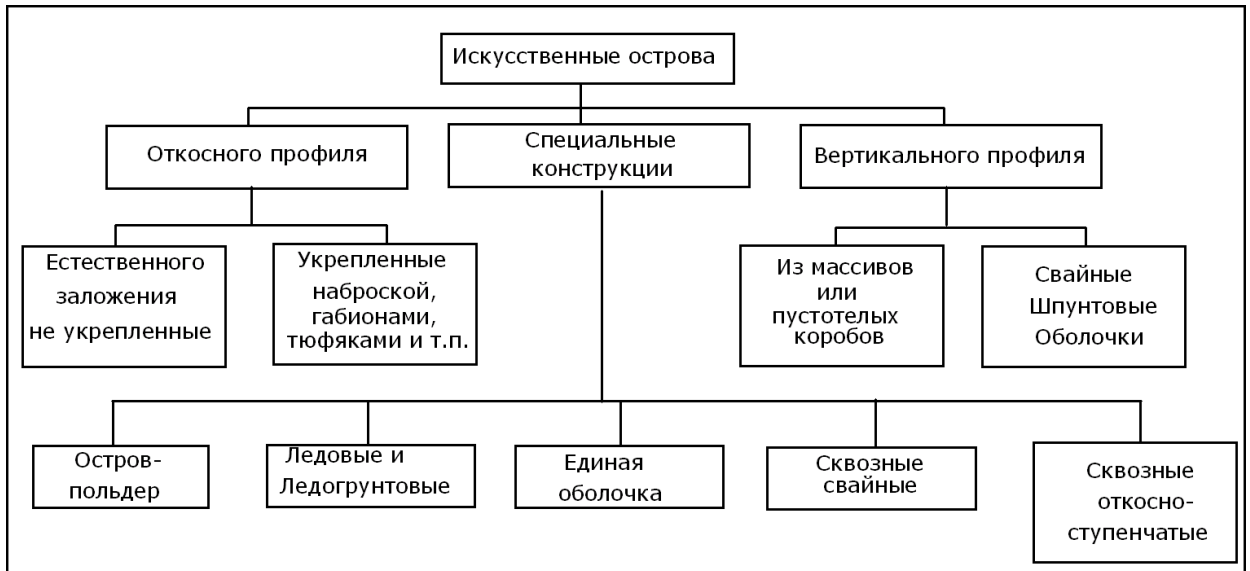 Искусственные острова
Откосного профиля
Специальные
конструкции
Вертикального профиля
Естественного
заложения
не укрепленные
Укрепленные
наброской,
габионами,
тюфяками и т.п.
Из массивов
или
пустотелых
коробов
Свайные
Шпунтовые
Оболочки
Остров-
польдер
Ледовые и
Ледогрунтовые
Единая
оболочка
Сквозные
свайные
Сквозные
откосно-
ступенчатые